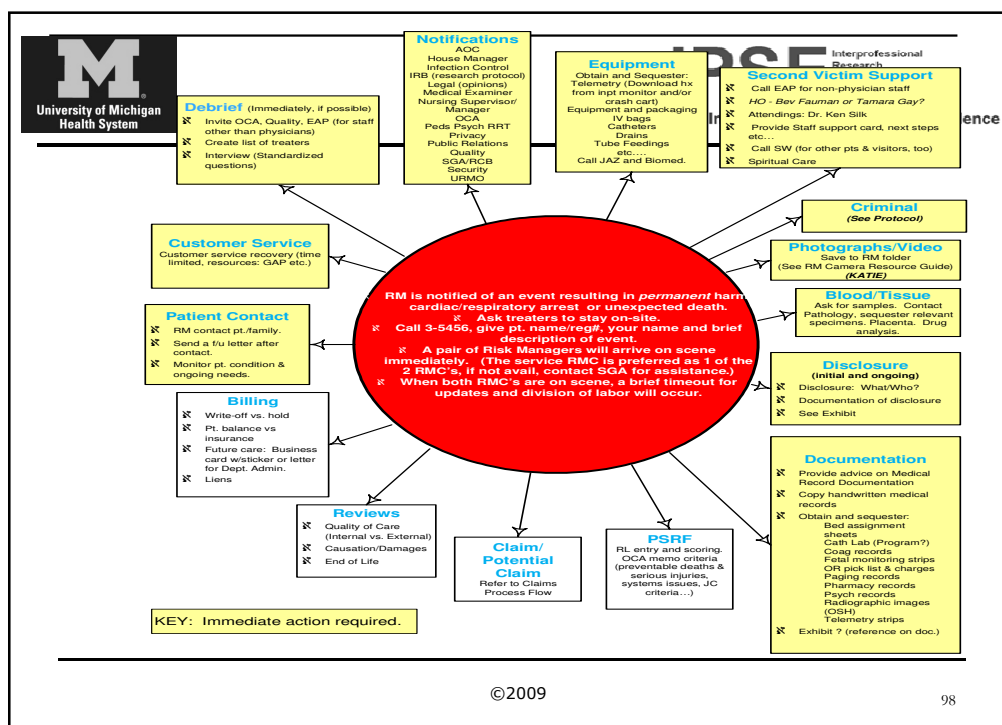 M
University of Michigan
Health System
Interprofessional
Research
ence
Notifications
AOC
House Manager
Infection Control
IRB (research protocol)
Legal (opinions)
Medical Examiner
Nursing Supervisor/
Manager
OCA
Peds Psych RRT
Privacy
Public Relations
Quality
SGA/RCB
Security
URMO
Equipment
Obtain and Sequester:
Telemetry (Download hx
from inpt monitor and/or
crash cart)
Equipment and packaging
IV bags
Catheters
Drains
Tube Feedings
etc....
Call JAZ and Biomed.
Second Victim Support
Call EAP for non-physician staff
HO - Bev Fauman or Tamara Gay?
Attendings: Dr. Ken Silk
Provide Staff support card, next steps
etc...
Call SW (for other pts & visitors, too)
Spiritual Care
Debrief (Immediately, if possible)
Invite OCA, Quality, EAP (for staff
other than physicians)
Create list of treaters
Interview (Standardized
questions)
Criminal
(See Protocol)
Customer Service
Customer service recovery (time
limited, resources: GAP etc.)
Photographs/Video
Save to RM folder
(See RM Camera Resource Guide)
(KATIE)
Blood/Tissue
Ask for samples. Contact
Pathology, sequester relevant
specimens. Placenta. Drug
analysis.
Patient Contact
RM contact pt./family.
Send a f/u letter after
contact.
Monitor pt. condition &
ongoing needs.
RM is notified of an event resulting in permanent harm,
cardiac/respiratory arrest or unexpected death.
Ask treaters to stay on-site.
Call 3-5456, give pt. name/reg#, your name and brief
description of event.
A pair of Risk Managers will arrive on scene
immediately. (The service RMC is preferred as 1 of the
2 RMC's, if not avail, contact SGA for assistance.)
When both RMC's are on scene, a brief timeout for
updates and division of labor will occur.
Disclosure
(initial and ongoing)
Disclosure: What/Who?
Documentation of disclosure
See Exhibit
Billing
Write-off vs. hold
Pt. balance vs
insurance
Future care: Business
card w/sticker or letter
for Dept. Admin.
Liens
Documentation
Provide advice on Medical
Record Documentation
Copy handwritten medical
records
Obtain and sequester:
Bed assignment
sheets
Cath Lab (Program?)
Coag records
Fetal monitoring strips
OR pick list & charges
Paging records
Pharmacy records
Psych records
Radiographic images
(OSH)
Telemetry strips
Exhibit ? (reference on doc.)
Reviews
Quality of Care
(Internal vs. External)
Causation/Damages
End of Life
Claim/
Potential
Claim
Refer to Claims
Process Flow
PSRF
RL entry and scoring.
OCA memo criteria
(preventable deaths &
serious injuries,
systems issues, JC
criteria...)
KEY: Immediate action required.
©2009
98